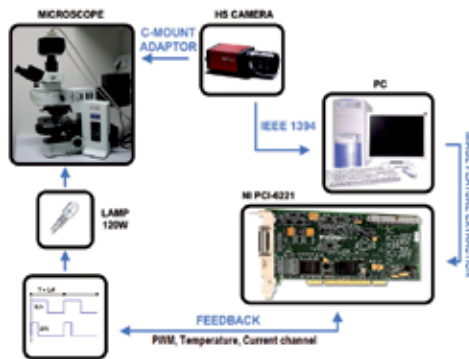 MICROSCOPE
HS CAMERA
C-MOUNT
ADAPTOR
PC
IEEE 1394
NI PCI-6221
LAMP
120W
FEEDBACK
PWM, Temperature, Current channel